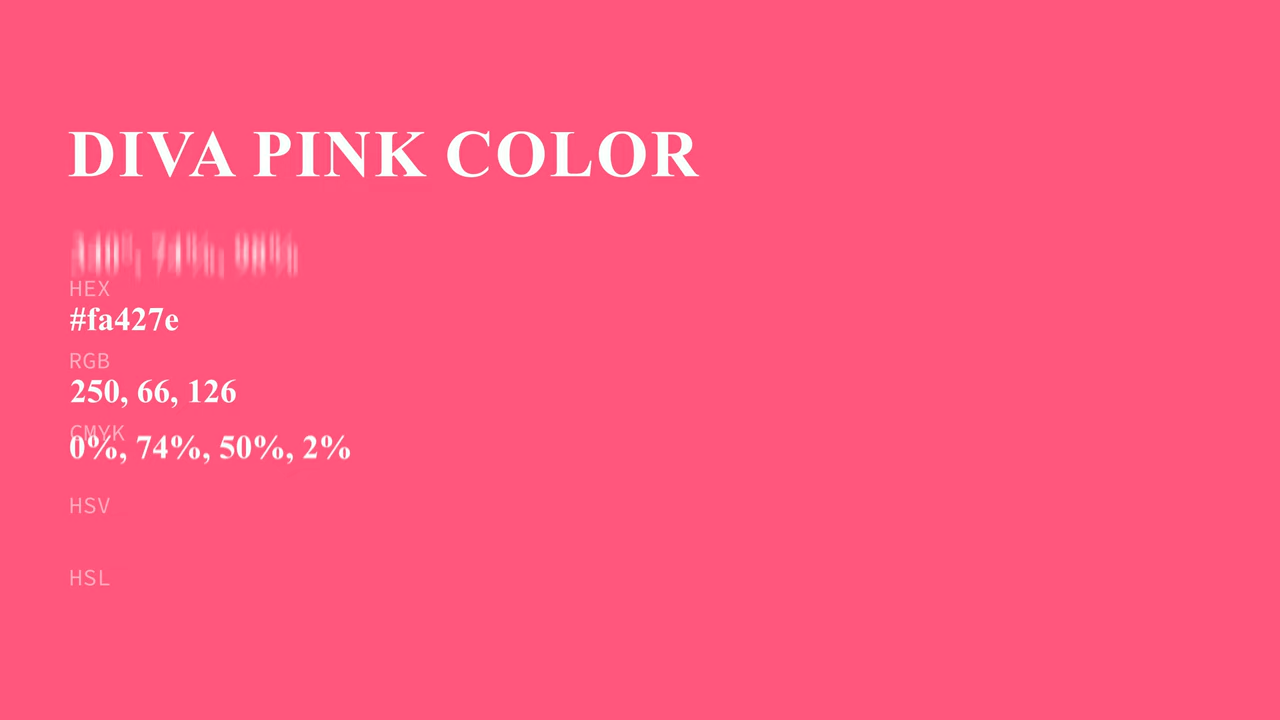 DIVA PINK COLOR
HEX
#fa427e
RGB
250, 66, 126
CMYK
0%, 74%, 50%, 2%
HSV
HSL